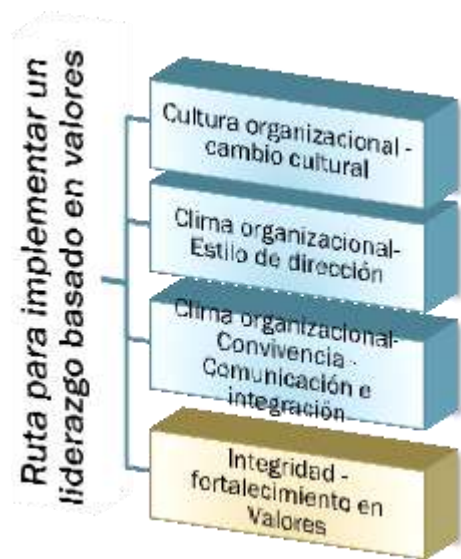 Ruta para implementar un
liderazgo basado en valores
Cultura organizacional -
cambio cultural
Clima organizacional-
Estilo de dirección
Clima organizacional-
Convivencia -
Comunicación e
integración
Integridad -
fortalecimiento en
Valores